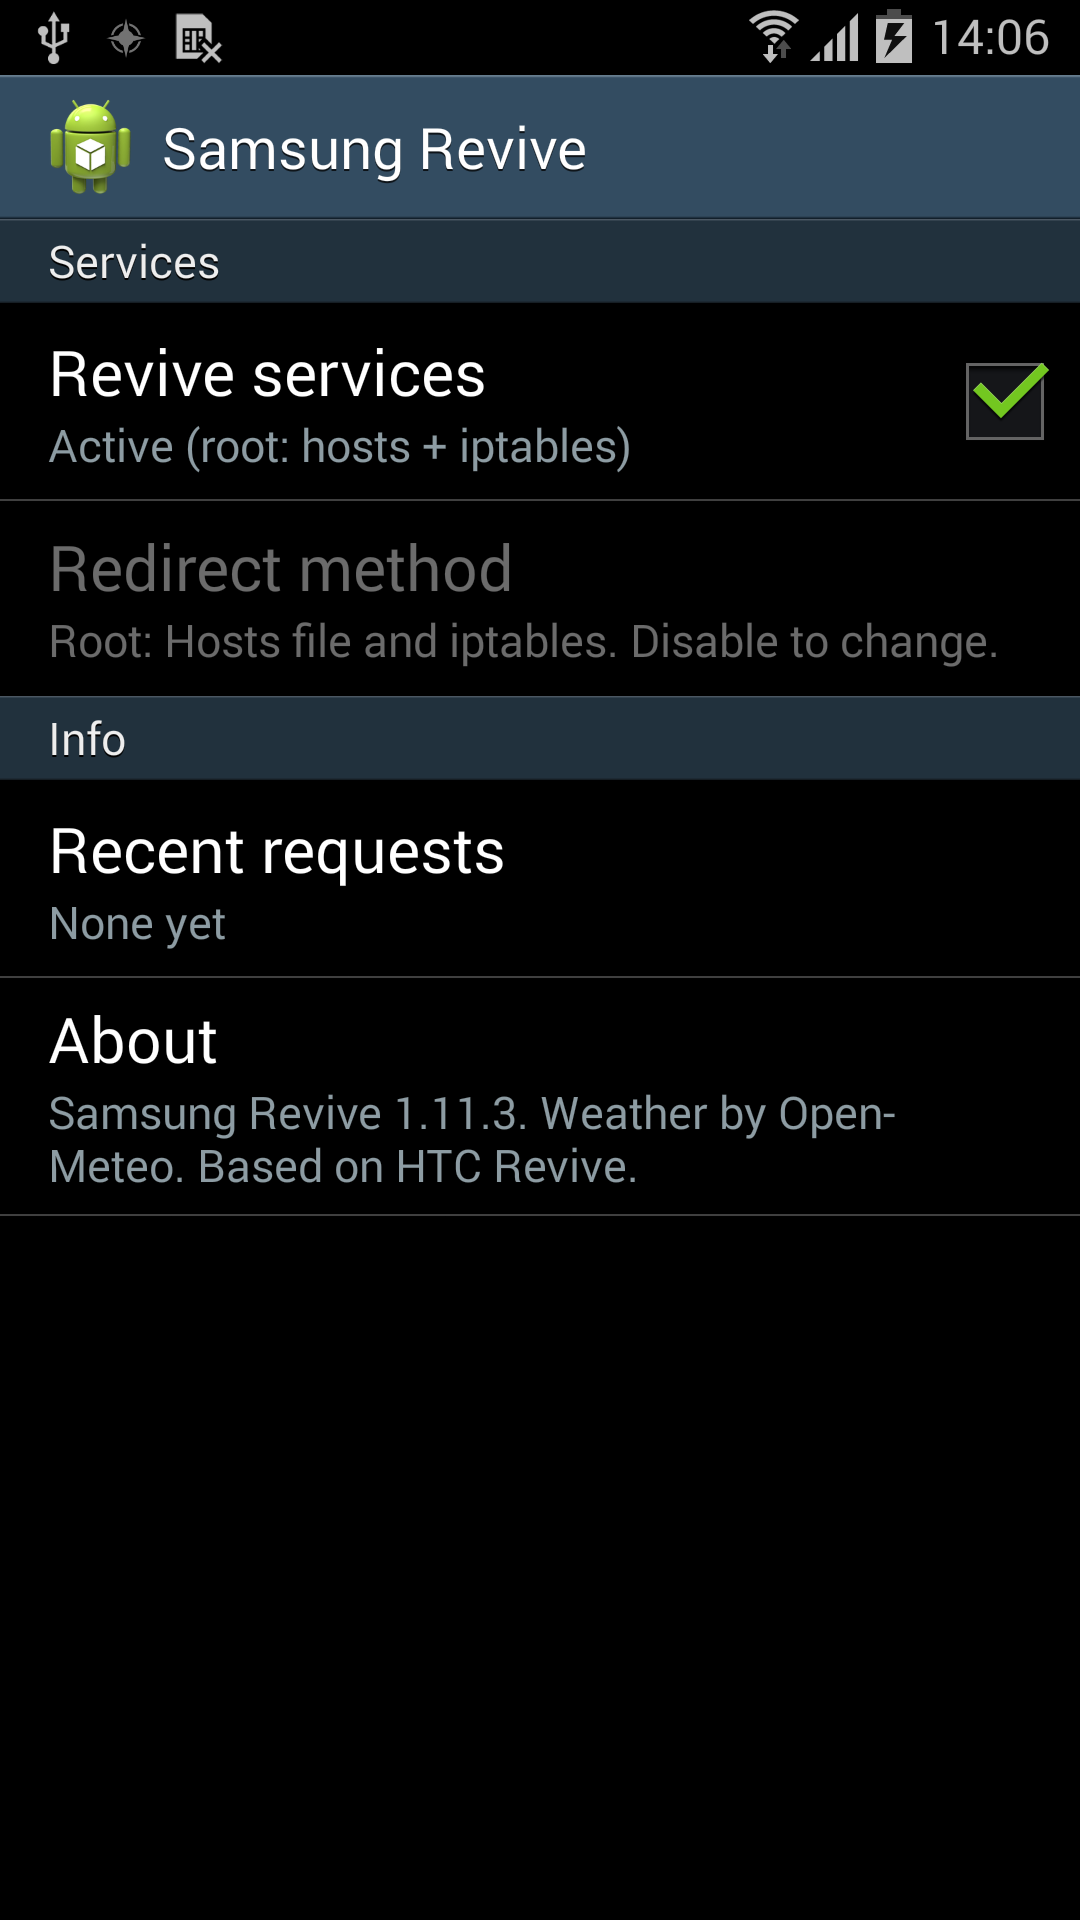 14:06
Samsung Revive
Services
Revive services
Active (root: hosts + iptables)
Redirect method
Root: Hosts file and iptables. Disable to change.
Info
Recent requests
None yet
About
Samsung Revive 1.11.3. Weather by Open-
Meteo. Based on HTC Revive.